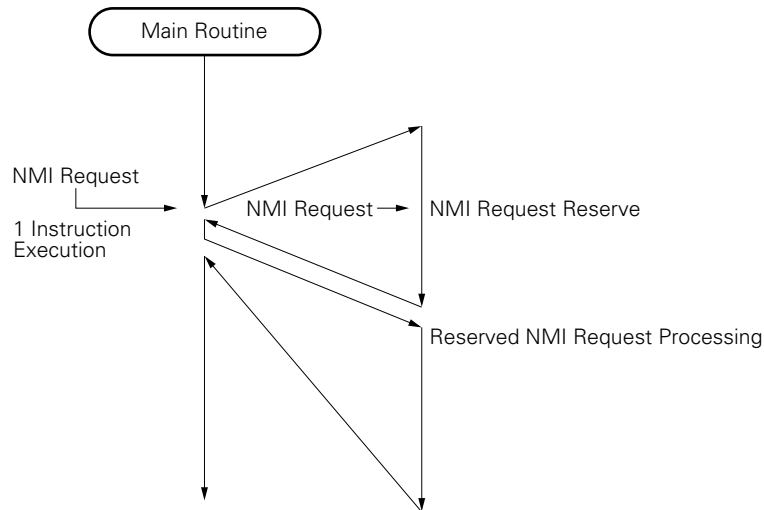 Main Routine
NMI Request
1 Instruction
Execution
NMI Request
NMI Request Reserve
Reserved NMI Request Processing